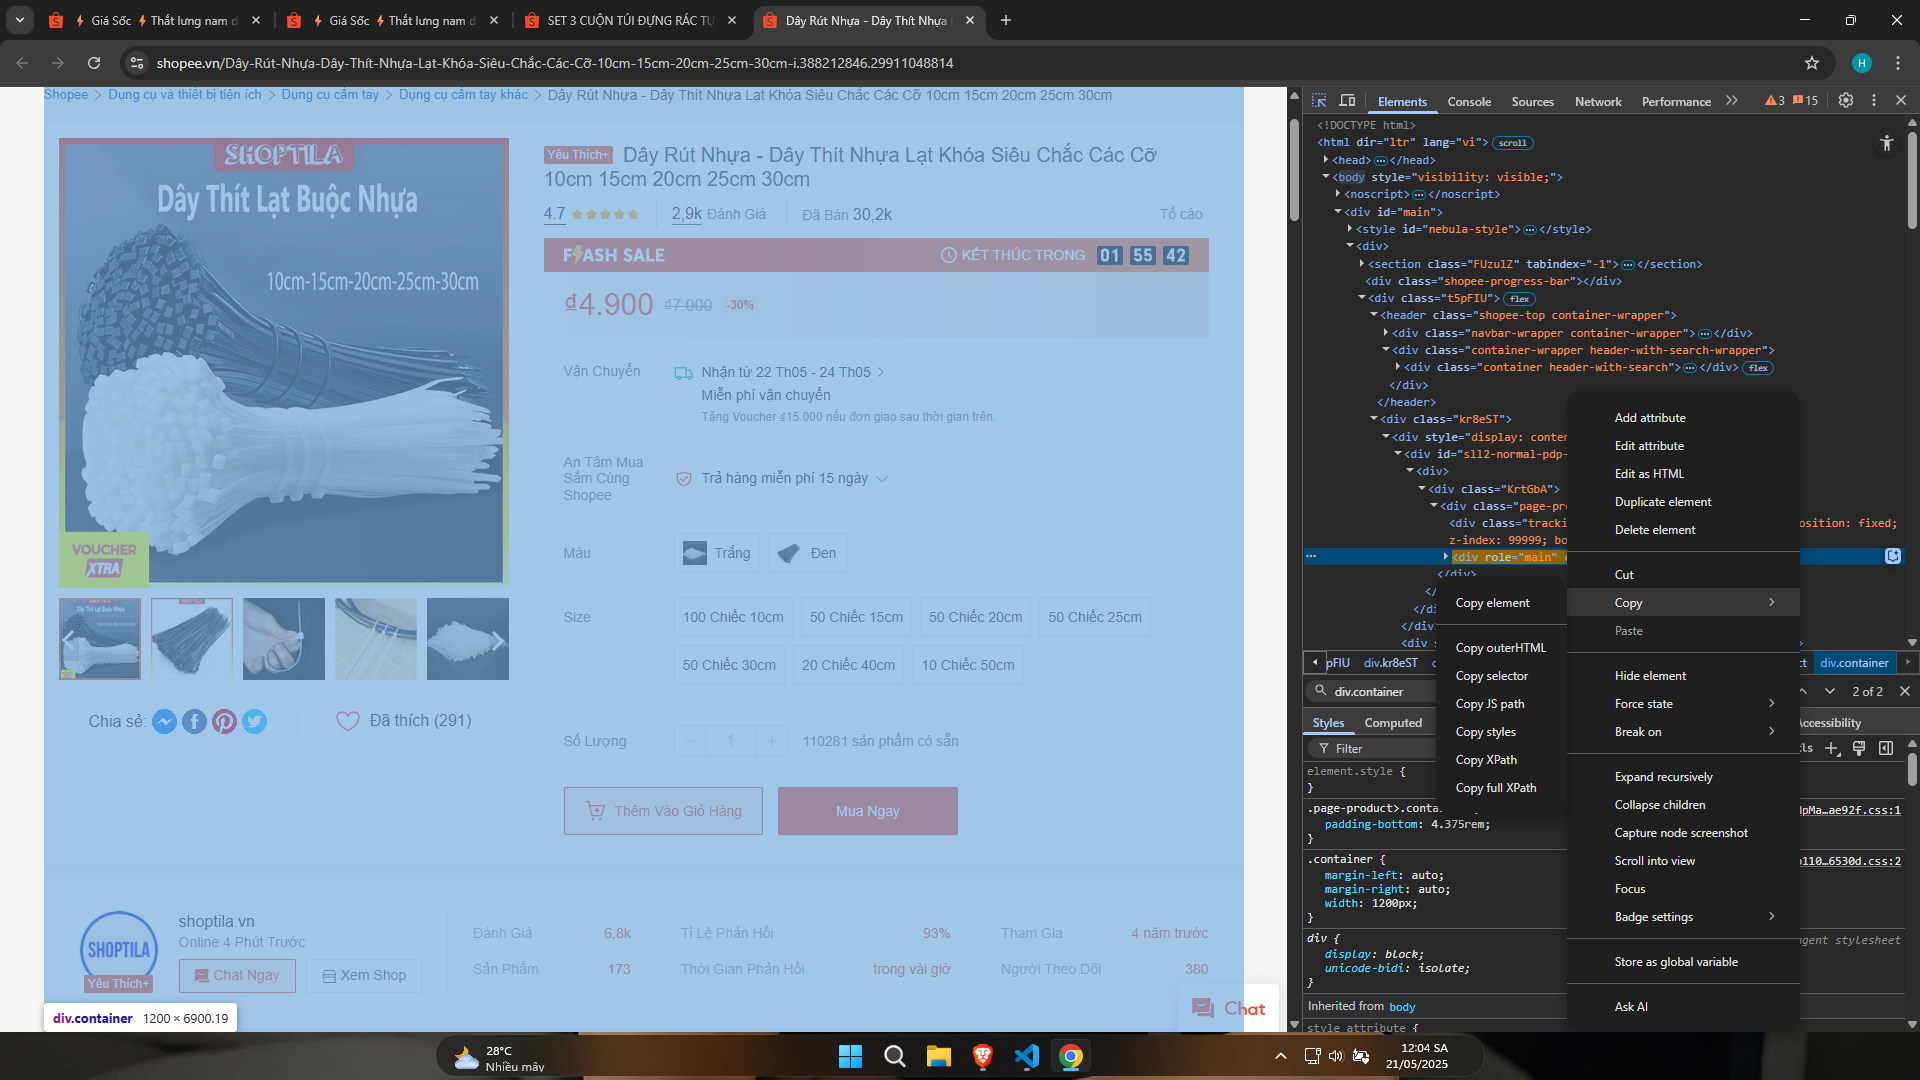 Giá Sốc Thắt lưng nam d
Giá Sốc Thắt lưng nam d
SET 3 CUỘN TÚI ĐỰNG RÁC TỰ
Dây Rút Nhựa - Dây Thít Nhựa
shopee.vn/Dây-Rút-Nhựa-Dây-Thít-Nhựa-Lạt-Khóa-Siêu-Chắc-Các-Cỡ-10cm-15cm-20cm-25cm-30cm-i.388212846.29911048814
H
Shopee > Dụng cụ và thiết bị tiện ích > Dụng cụ cầm tay > Dụng cụ cầm tay khác > Dây Rút Nhựa - Dây Thít Nhựa Lạt Khóa Siêu Chắc Các Cỡ 10cm 15cm 20cm 25cm 30cm
SHOPTILA
Dây Thít Lạt Buộc Nhựa
10cm-15cm-20cm-25cm-30cm
VOUCHER
XTRA
Chia sẻ:
Đã thích (291)
Yêu Thích+ Dây Rút Nhựa - Dây Thít Nhựa Lạt Khóa Siêu Chắc Các Cỡ
10cm 15cm 20cm 25cm 30cm
4.7 2,9k Đánh Giá Đã Bán 30,2k Tố cáo
FLASH SALE KẾT THÚC TRONG 01 55 42
₫4.900 ₫7.000 -30%
Vận Chuyển
Nhận từ 22 Th05 - 24 Th05 >
Miễn phí vận chuyển
Tặng Voucher ₫15.000 nếu đơn giao sau thời gian trên.
An Tâm Mua
Sắm Cùng
Shopee
Trả hàng miễn phí 15 ngày
Màu Trắng Đen
Size 100 Chiếc 10cm 50 Chiếc 15cm 50 Chiếc 20cm 50 Chiếc 25cm
50 Chiếc 30cm 20 Chiếc 40cm 10 Chiếc 50cm
Số Lượng - 1 + 110281 sản phẩm có sẵn
Thêm Vào Giỏ Hàng Mua Ngay
SHOPTILA
Yêu Thích+
shoptila.vn
Online 4 Phút Trước
Chat Ngay Xem Shop
Đánh Giá 6,8k Tỉ Lệ Phản Hồi 93% Tham Gia 4 năm trước
Sản Phẩm 173 Thời Gian Phản Hồi trong vài giờ Người Theo Dõi 380
div.container 1200 × 6900.19
Chat
Elements Console Sources Network Performance 3 15
<!DOCTYPE html>
<html dir="ltr" lang="vi"> scroll
<head>…</head>
<body style="visibility: visible;">
<noscript>…</noscript>
<div id="main">
<style id="nebula-style">…</style>
<div>
<section class="FUzulZ" tabindex="-1">…</section>
<div class="shopee-progress-bar"></div>
<div class="t5pFIU"> flex
<header class="shopee-top container-wrapper">
<div class="navbar-wrapper container-wrapper">…</div>
<div class="container-wrapper header-with-search-wrapper">
<div class="container header-with-search">…</div> flex
</div>
</header>
<div class="kr8eST">
<div style="display: conten
<div id="sll2-normal-pdp-
<div>
<div class="KrtGbA">
<div class="page-pro
<div class="tracki osition: fixed;
z-index: 99999; bo
<div role="main"
</div>
</di
</div>
<div s
Add attribute
Edit attribute
Edit as HTML
Duplicate element
Delete element
Cut
Copy
Paste
Hide element
Force state
Break on
Expand recursively
Collapse children
Capture node screenshot
Scroll into view
Focus
Badge settings
Store as global variable
Ask AI
Copy element
Copy outerHTML
Copy selector
Copy JS path
Copy styles
Copy XPath
Copy full XPath
pFIU div.kr8eST ct div.container
div.container 2 of 2
Styles Computed Accessibility
Filter cls
element.style {
}
.page-product>.conta dpMa…ae92f.css:1
padding-bottom: 4.375rem;
}
.container { 6530d.css:2
margin-left: auto;
margin-right: auto;
width: 1200px;
}
div { gent stylesheet
display: block;
unicode-bidi: isolate;
}
Inherited from body
style attribute {
28°C
Nhiều mây
12:04 SA
21/05/2025